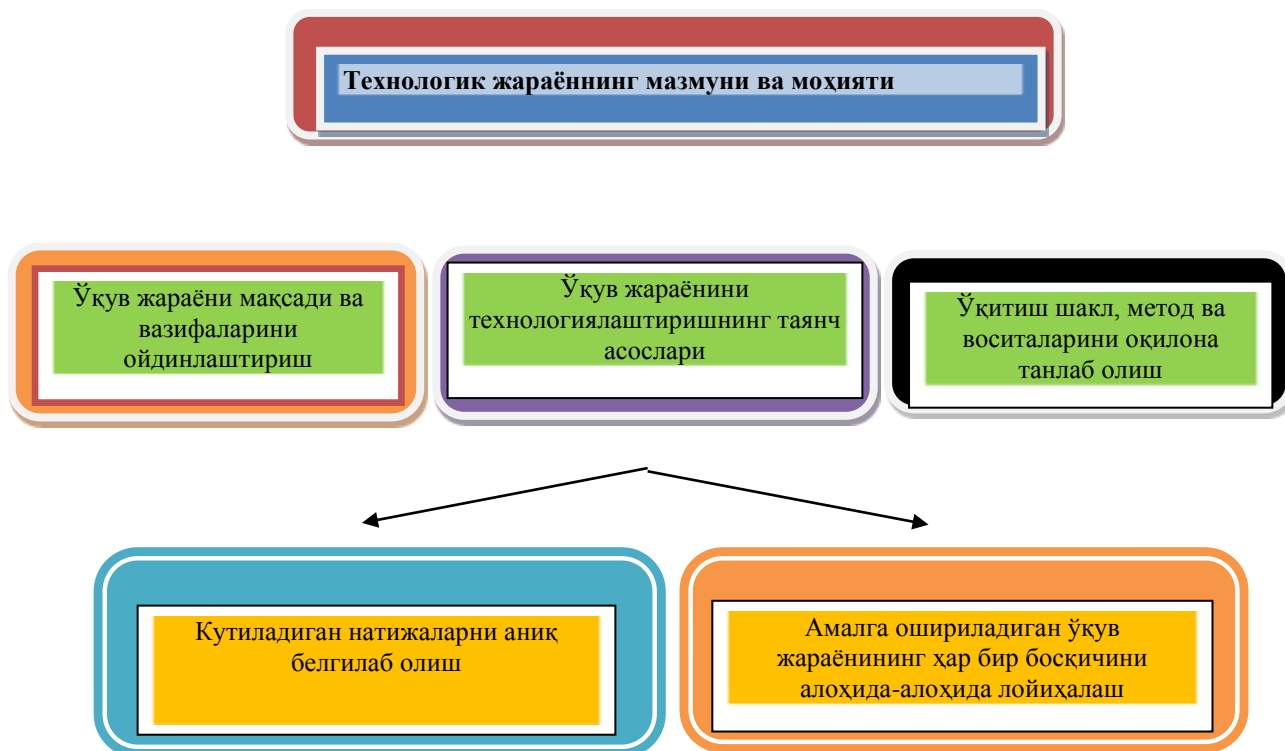 Технологик жараённинг мазмуни ва моҳияти
Ўқув жараёни мақсади ва
вазифаларини
ойдинлаштириш
Ўқув жараёнини
технологиялаштиришнинг таянч
асослари
Ўқитиш шакл, метод ва
воситаларини оқилона
танлаб олиш
Кутиладиган натижаларни аниқ
белгилаб олиш
Амалга ошириладиган ўқув
жараёнининг ҳар бир босқичини
алоҳида-алоҳида лойиҳалаш